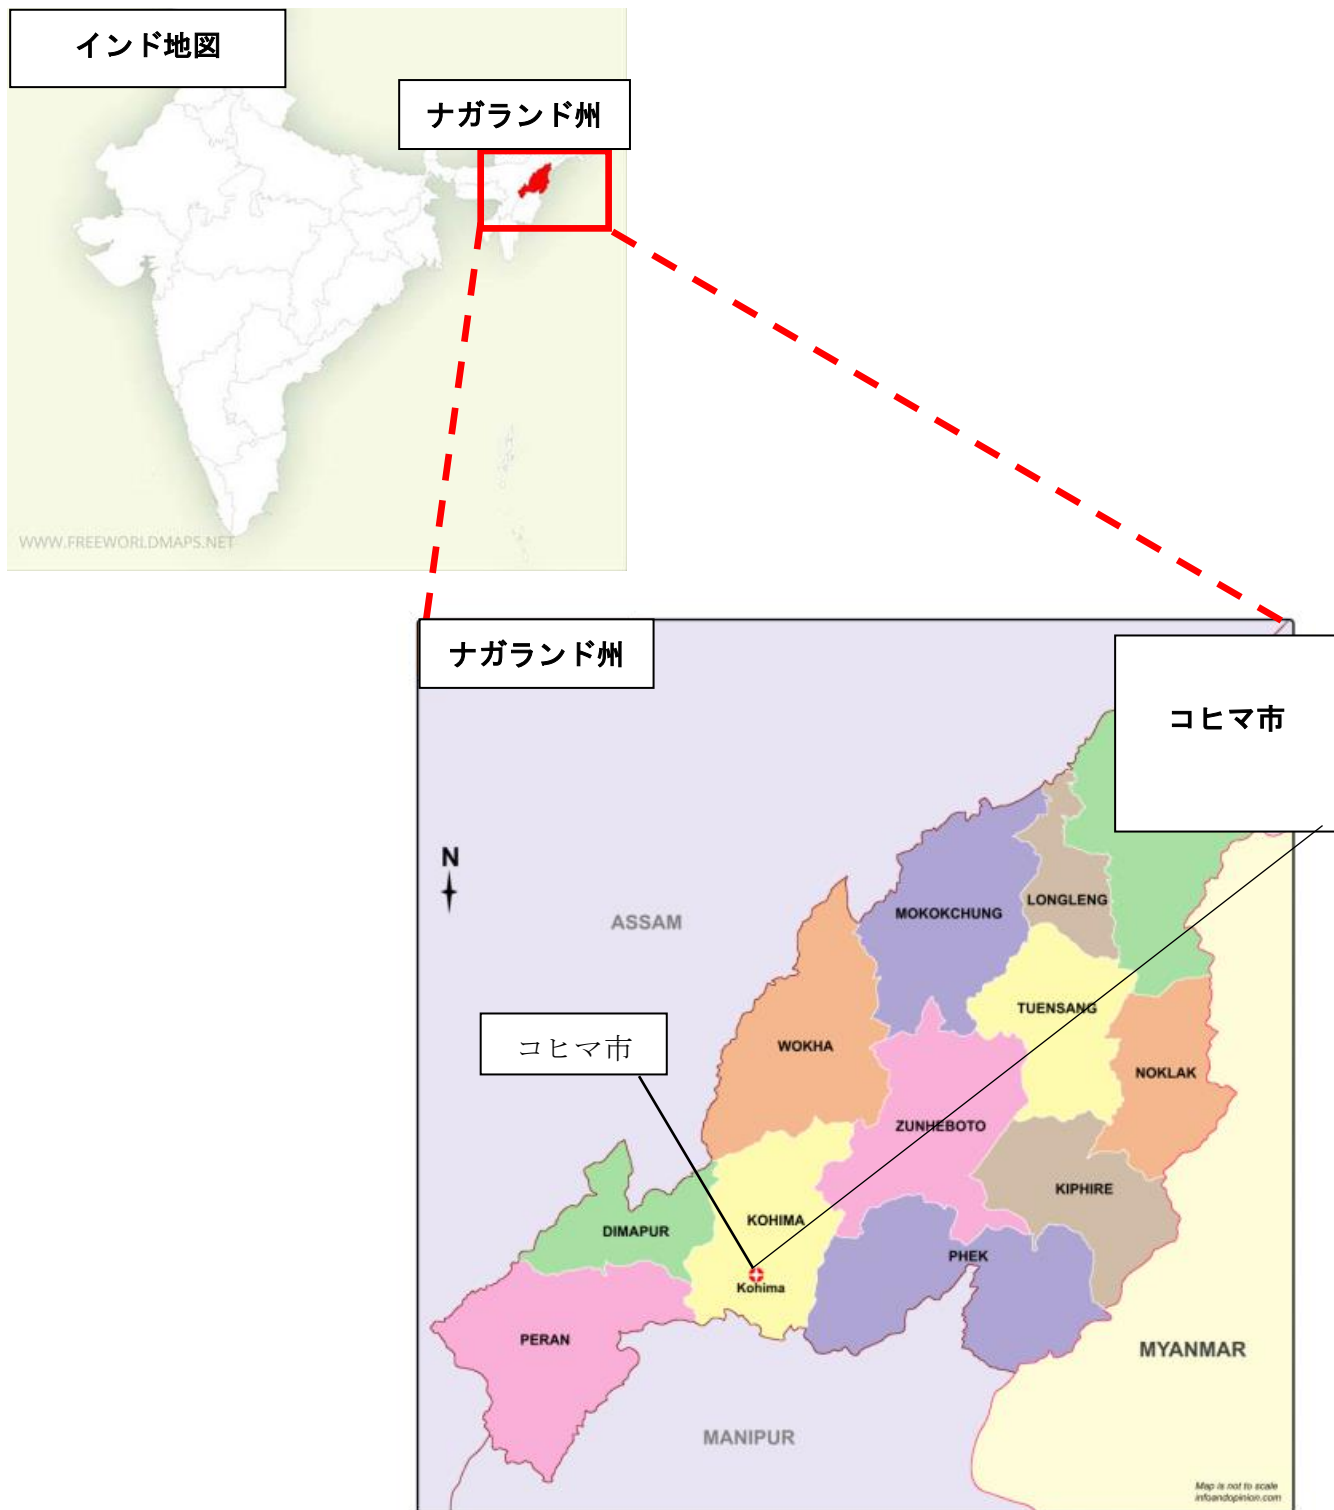 インド地図
ナガランド州
WWW.FREEWORLDMAPS.NET
ナガランド州
コヒマ市
N
ASSAM
MOKOKCHUNG
LONGLENG
TUENSANG
コヒマ市
WOKHA
NOKLAK
ZUNHEBOTO
KIPHIRE
KOHIMA
DIMAPUR
PHEK
Kohima
PERAN
MYANMAR
MANIPUR
Map is not to scale
infoandopinion.com